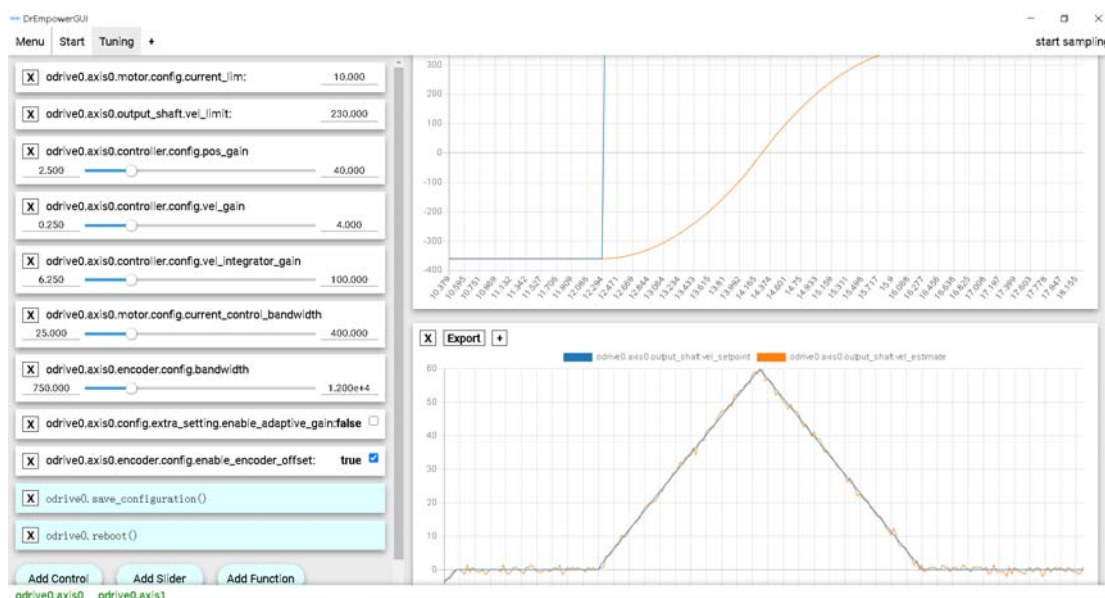 DrEmpowerGUI
Menu Start Tuning +
start sampling
X odrive0.axis0.motor.config.current_lim: 10.000
X odrive0.axis0.output_shaft.vel_limit: 230.000
X odrive0.axis0.controller.config.pos_gain
2.500 40.000
X odrive0.axis0.controller.config.vel_gain
0.250 4.000
X odrive0.axis0.controller.config.vel_integrator_gain
6.250 100.000
X odrive0.axis0.motor.config.current_control_bandwidth
25.000 400.000
X odrive0.axis0.encoder.config.bandwidth
750.000 1.200e+4
X odrive0.axis0.config.extra_setting.enable_adaptive_gain:false
X odrive0.axis0.encoder.config.enable_encoder_offset: true
X odrive0.save_configuration()
X odrive0.reboot()
Add Control Add Slider Add Function
odrive0.axis0 odrive0.axis1
300
200
100
0
-100
-200
-300
-400
X Export +
odrive0.axis0.output_shaft.vel_setpoint odrive0.axis0.output_shaft.vel_estimate
60
50
40
30
20
10
0